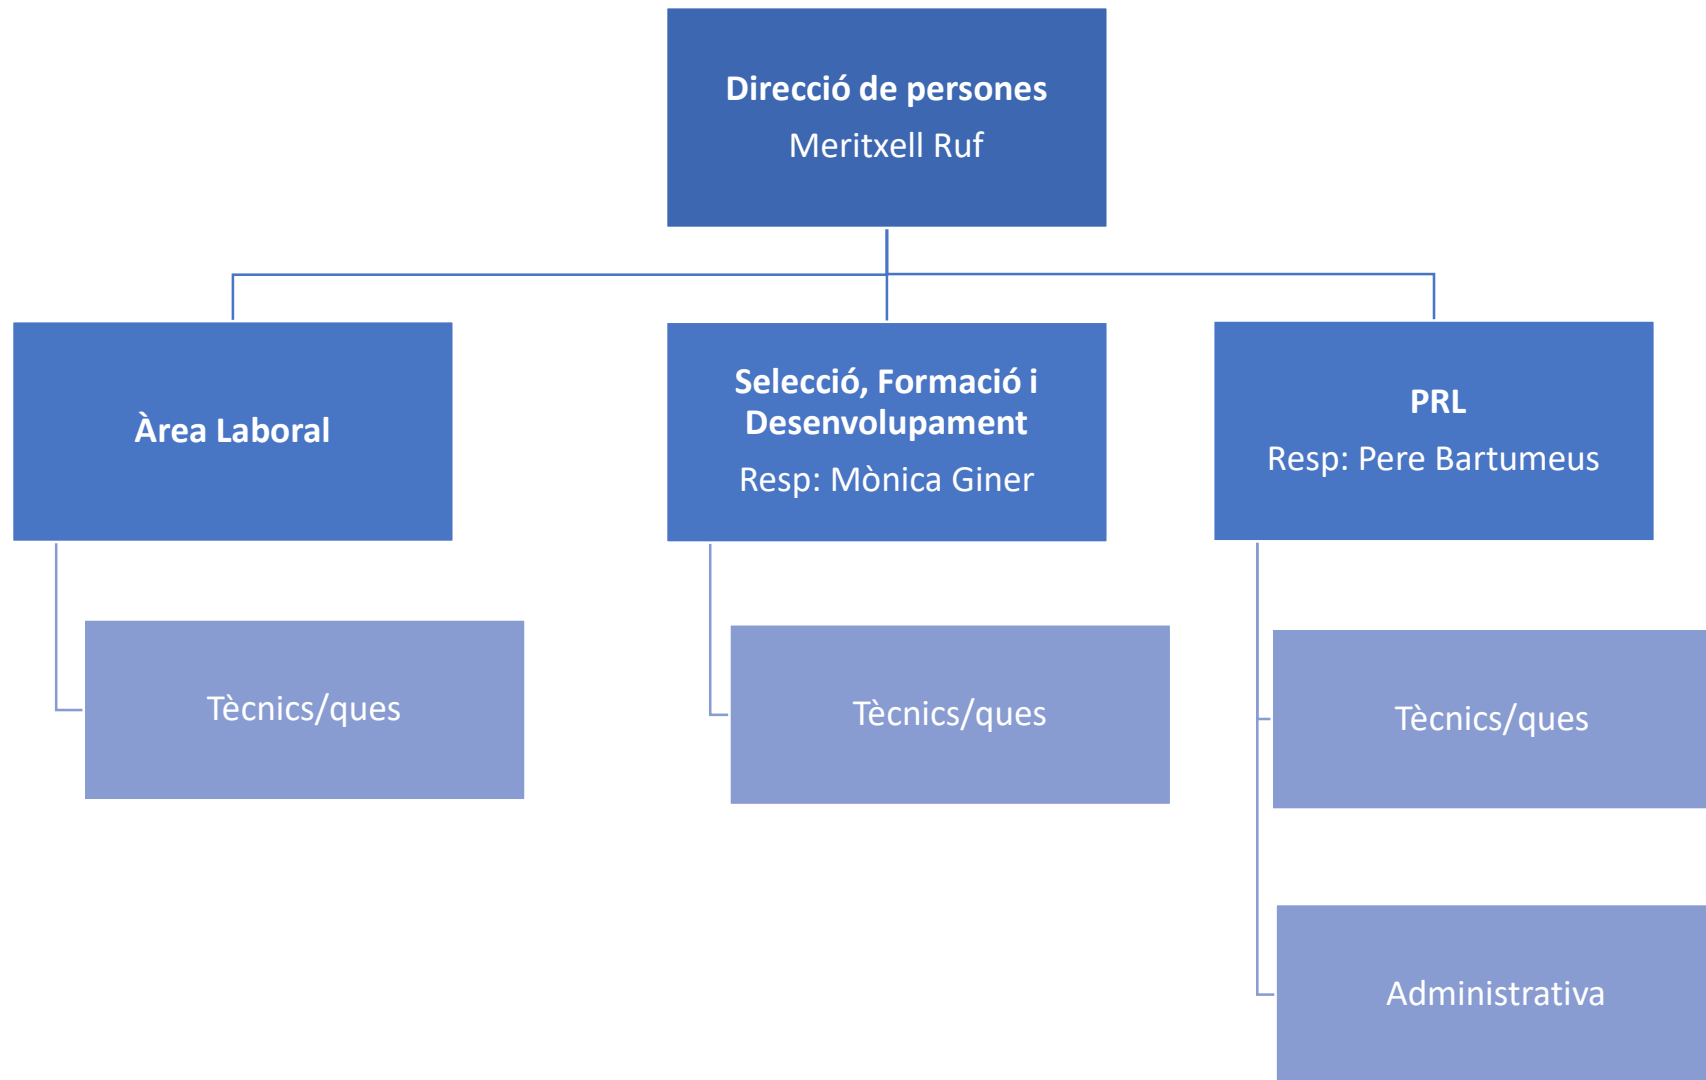 Direcció de persones
Meritxell Ruf
Àrea Laboral
Selecció, Formació i
Desenvolupament
Resp: Mònica Giner
PRL
Resp: Pere Bartumeus
Tècnics/ques
Tècnics/ques
Tècnics/ques
Administrativa